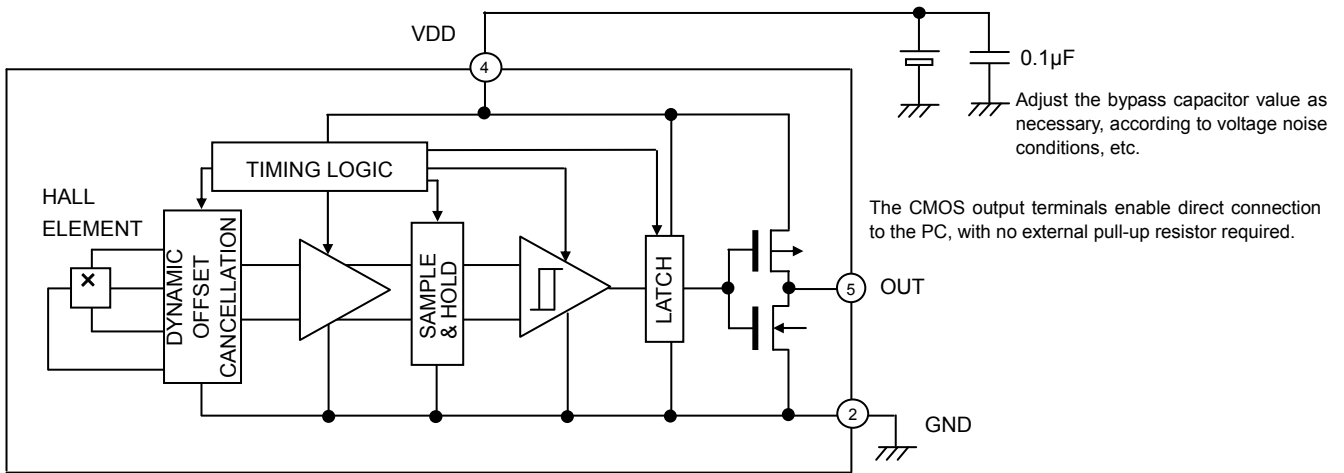 VDD
4
0.1µF
Adjust the bypass capacitor value as
necessary, according to voltage noise
conditions, etc.
TIMING LOGIC
HALL
ELEMENT
×
DYNAMIC
OFFSET
CANCELLATION
SAMPLE
& HOLD
LATCH
The CMOS output terminals enable direct connection
to the PC, with no external pull-up resistor required.
5
OUT
2
GND